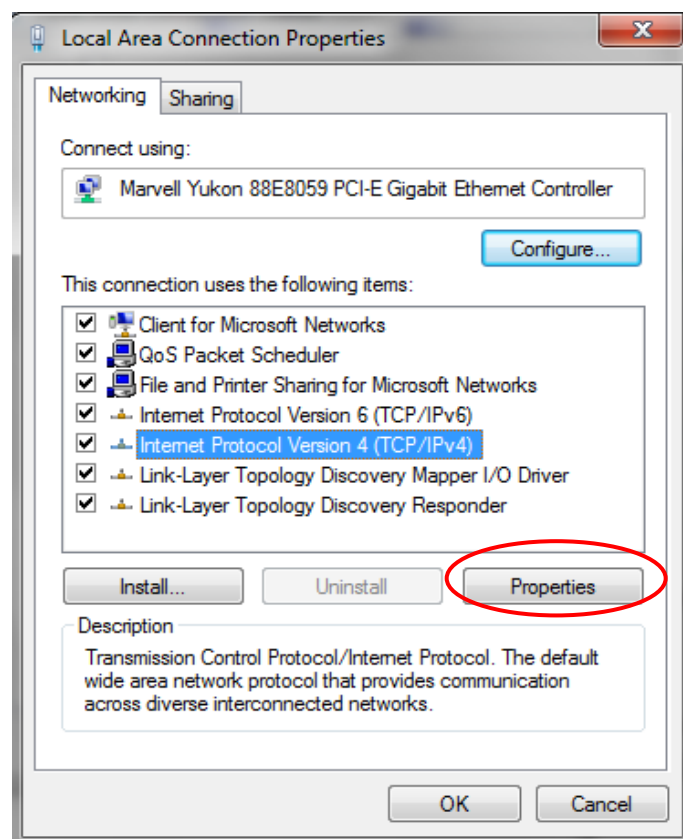 Local Area Connection Properties
Networking
Sharing
Connect using:
Marvell Yukon 88E8059 PCI-E Gigabit Ethernet Controller
Configure...
This connection uses the following items:
Client for Microsoft Networks
QoS Packet Scheduler
File and Printer Sharing for Microsoft Networks
Internet Protocol Version 6 (TCP/IPv6)
Internet Protocol Version 4 (TCP/IPv4)
Link-Layer Topology Discovery Mapper I/O Driver
Link-Layer Topology Discovery Responder
Install...
Uninstall
Properties
Description
Transmission Control Protocol/Internet Protocol. The default
wide area network protocol that provides communication
across diverse interconnected networks.
OK
Cancel